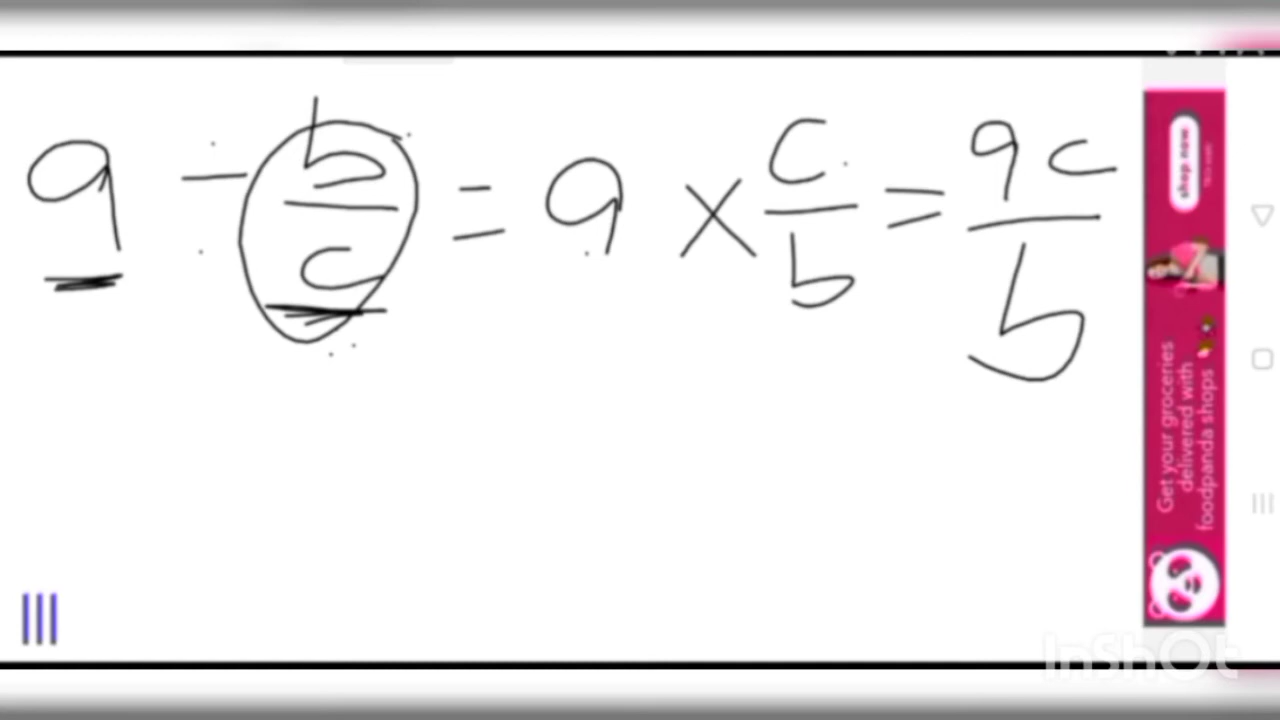 a ÷ b/c = a × c/b = ac/b
shop now
Get your groceries
delivered with
foodpanda shops
InShOt